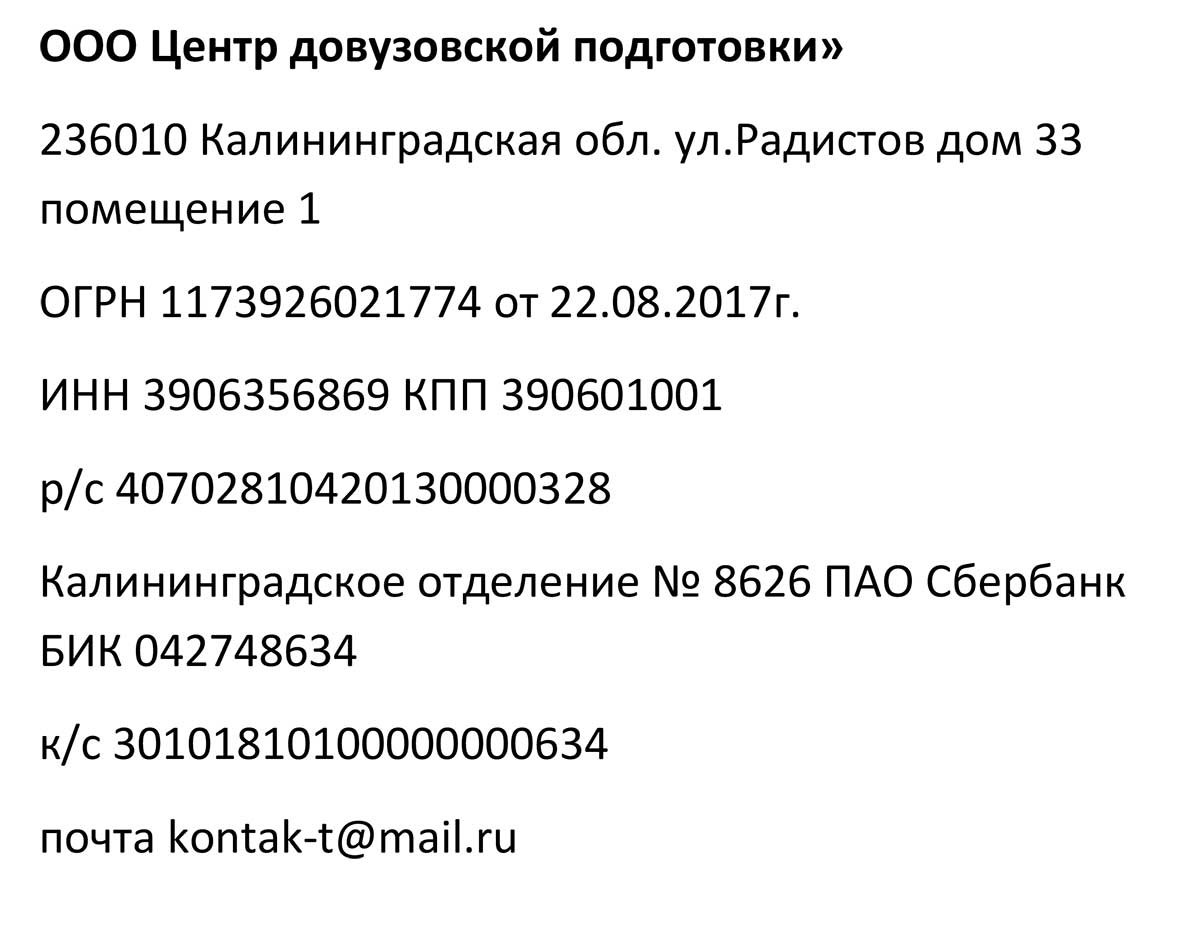 ООО Центр довузовской подготовки»
236010 Калининградская обл. ул.Радистов дом 33
помещение 1
ОГРН 1173926021774 от 22.08.2017г.
ИНН 3906356869 КПП 390601001
р/с 40702810420130000328
Калининградское отделение № 8626 ПАО Сбербанк
БИК 042748634
к/с 30101810100000000634
почта kontak-t@mail.ru